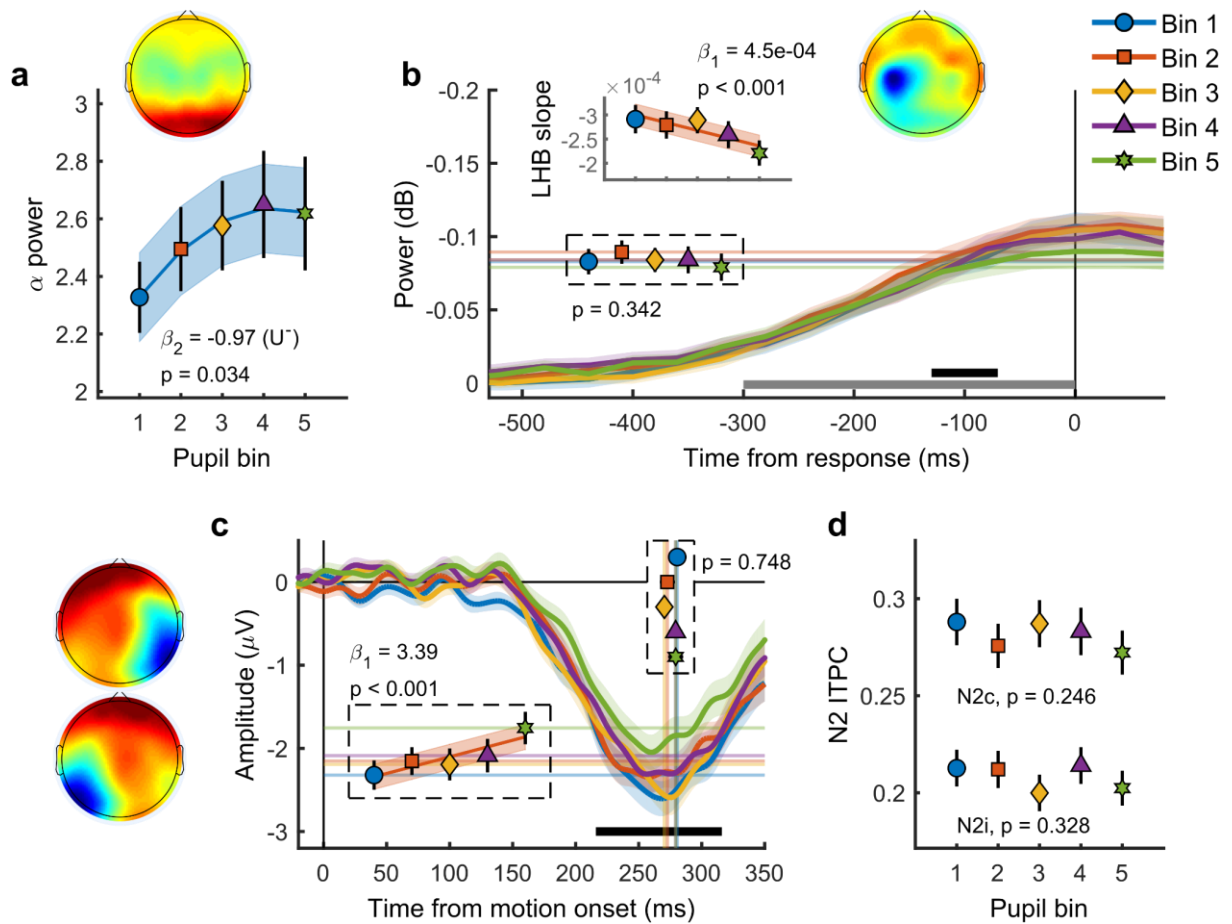 a
3
2.8
2.6
2.4
2.2
2
α power
β₂ = -0.97 (U⁻)
p = 0.034
1 2 3 4 5
Pupil bin
b
-0.2
-0.15
-0.1
-0.05
0
Power (dB)
× 10⁻⁴
-3
-2.5
-2
LHB slope
β₁ = 4.5e-04
p < 0.001
p = 0.342
-500 -400 -300 -200 -100 0
Time from response (ms)
Bin 1
Bin 2
Bin 3
Bin 4
Bin 5
c
0
-1
-2
-3
Amplitude (μV)
β₁ = 3.39
p < 0.001
p = 0.748
0 50 100 150 200 250 300 350
Time from motion onset (ms)
d
0.3
0.25
0.2
N2 ITPC
N2c, p = 0.246
N2i, p = 0.328
1 2 3 4 5
Pupil bin